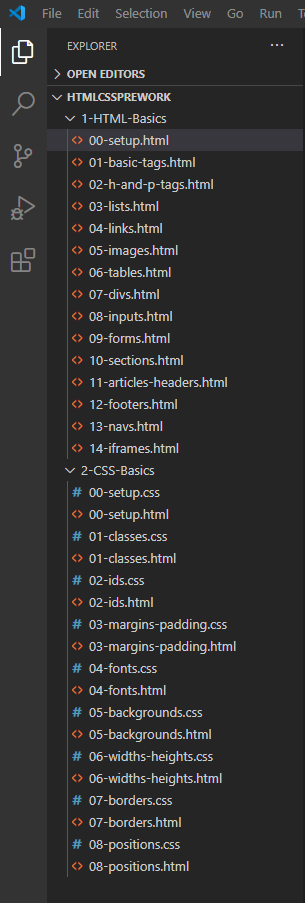 File Edit Selection View Go Run
EXPLORER
OPEN EDITORS
HTMLCSSPREWORK
1-HTML-Basics
00-setup.html
01-basic-tags.html
02-h-and-p-tags.html
03-lists.html
04-links.html
05-images.html
06-tables.html
07-divs.html
08-inputs.html
09-forms.html
10-sections.html
11-articles-headers.html
12-footers.html
13-navs.html
14-iframes.html
2-CSS-Basics
00-setup.css
00-setup.html
01-classes.css
01-classes.html
02-ids.css
02-ids.html
03-margins-padding.css
03-margins-padding.html
04-fonts.css
04-fonts.html
05-backgrounds.css
05-backgrounds.html
06-widths-heights.css
06-widths-heights.html
07-borders.css
07-borders.html
08-positions.css
08-positions.html